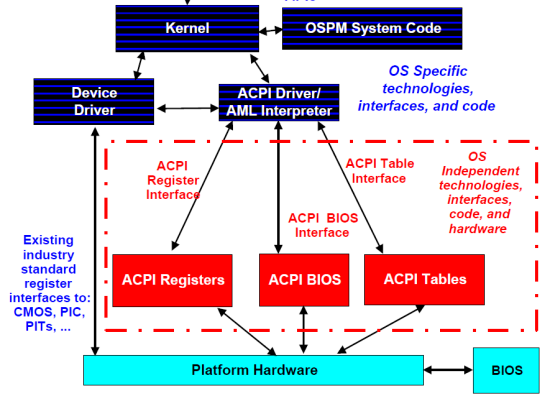 Kernel
OSPM System Code
OS Specific
technologies,
interfaces, and code
Device
Driver
ACPI Driver/
AML Interpreter
ACPI
Register
Interface
ACPI Table
Interface
OS
Independent
technologies,
interfaces,
code, and
hardware
ACPI BIOS
Interface
Existing
industry
standard
register
interfaces to:
CMOS, PIC,
PITs, ...
ACPI Registers
ACPI BIOS
ACPI Tables
Platform Hardware
BIOS